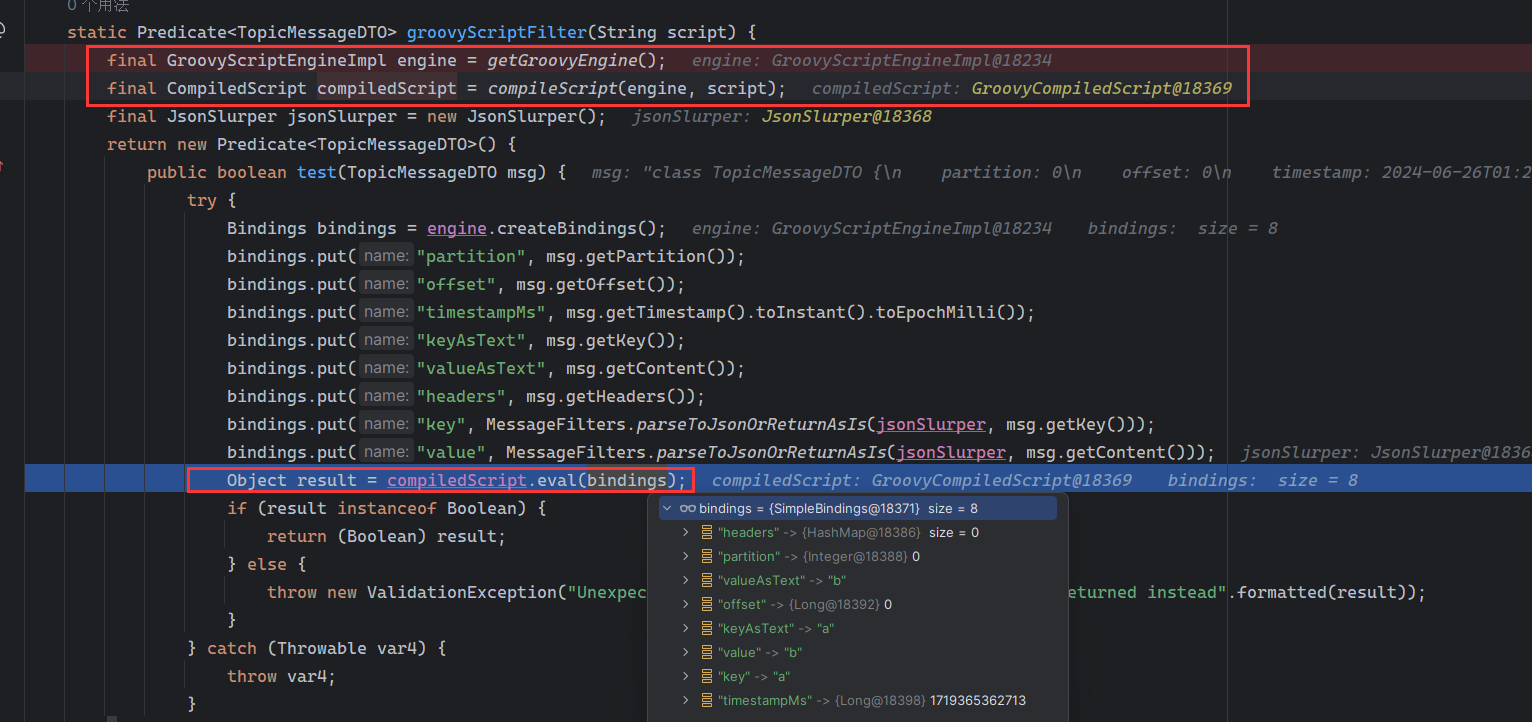 0 个用法
static Predicate<TopicMessageDTO> groovyScriptFilter(String script) {
final GroovyScriptEngineImpl engine = getGroovyEngine(); engine: GroovyScriptEngineImpl@18234
final CompiledScript compiledScript = compileScript(engine, script); compiledScript: GroovyCompiledScript@18369
final JsonSlurper jsonSlurper = new JsonSlurper(); jsonSlurper: JsonSlurper@18368
return new Predicate<TopicMessageDTO>() {
public boolean test(TopicMessageDTO msg) { msg: "class TopicMessageDTO {\n partition: 0\n offset: 0\n timestamp: 2024-06-26T01:2
try {
Bindings bindings = engine.createBindings(); engine: GroovyScriptEngineImpl@18234 bindings: size = 8
bindings.put( name: "partition", msg.getPartition());
bindings.put( name: "offset", msg.getOffset());
bindings.put( name: "timestampMs", msg.getTimestamp().toInstant().toEpochMilli());
bindings.put( name: "keyAsText", msg.getKey());
bindings.put( name: "valueAsText", msg.getContent());
bindings.put( name: "headers", msg.getHeaders());
bindings.put( name: "key", MessageFilters.parseToJsonOrReturnAsIs(jsonSlurper, msg.getKey()));
bindings.put( name: "value", MessageFilters.parseToJsonOrReturnAsIs(jsonSlurper, msg.getContent())); jsonSlurper: JsonSlurper@1836
Object result = compiledScript.eval(bindings); compiledScript: GroovyCompiledScript@18369 bindings: size = 8
if (result instanceof Boolean) {
bindings = {SimpleBindings@18371} size = 8
return (Boolean) result;
"headers" -> {HashMap@18386} size = 0
"partition" -> {Integer@18388} 0
} else {
"valueAsText" -> "b"
throw new ValidationException("Unexpec
eturned instead".formatted(result));
"offset" -> {Long@18392} 0
}
"keyAsText" -> "a"
} catch (Throwable var4) {
"value" -> "b"
throw var4;
"key" -> "a"
}
"timestampMs" -> {Long@18398} 1719365362713